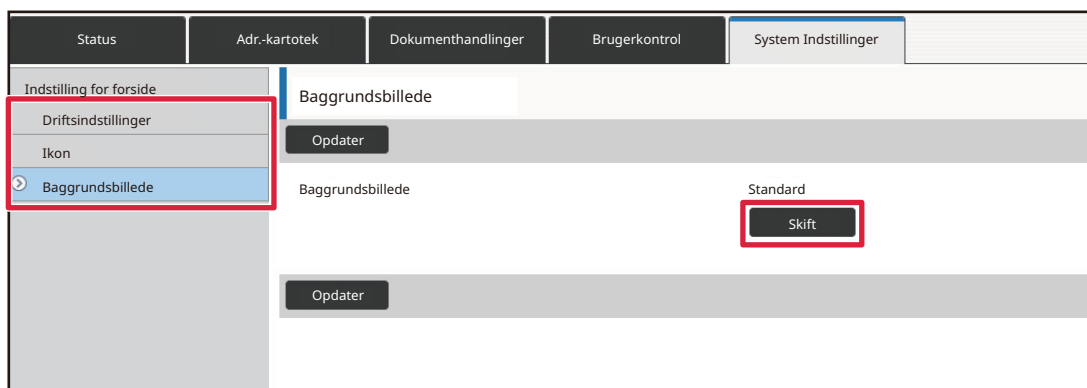 Status
Adr.-kartotek
Dokumenthandlinger
Brugerkontrol
System Indstillinger
Indstilling for forside
Driftsindstillinger
Ikon
Baggrundsbillede
Baggrundsbillede
Opdater
Baggrundsbillede
Standard
Skift
Opdater